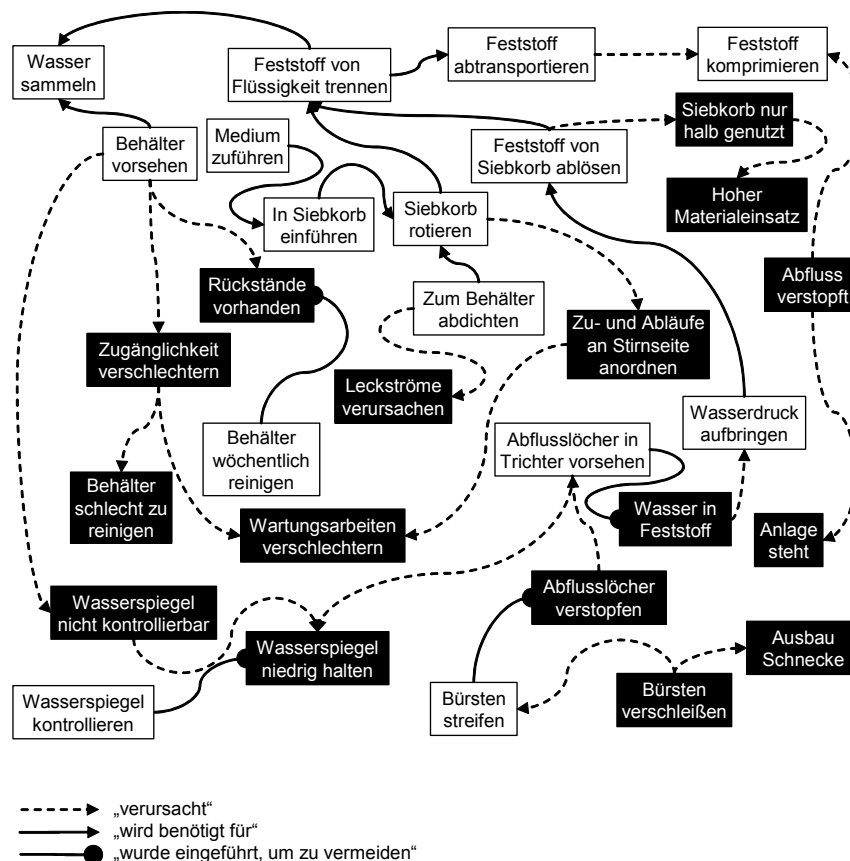 Wasser
sammeln
Feststoff von
Flüssigkeit trennen
Feststoff
abtransportieren
Feststoff
komprimieren
Behälter
vorsehen
Medium
zuführen
Feststoff von
Siebkorb ablösen
Siebkorb nur
halb genutzt
Hoher
Materialeinsatz
In Siebkorb
einführen
Siebkorb
rotieren
Rückstände
vorhanden
Zum Behälter
abdichten
Abfluss
verstopft
Zugänglichkeit
verschlechtern
Zu- und Abläufe
an Stirnseite
anordnen
Leckströme
verursachen
Behälter
wöchentlich
reinigen
Abflusslöcher in
Trichter vorsehen
Wasserdruck
aufbringen
Behälter
schlecht zu
reinigen
Wartungsarbeiten
verschlechtern
Wasser in
Feststoff
Anlage
steht
Wasserspiegel
nicht kontrollierbar
Abflusslöcher
verstopfen
Wasserspiegel
niedrig halten
Ausbau
Schnecke
Wasserspiegel
kontrollieren
Bürsten
streifen
Bürsten
verschleißen
„verursacht“
„wird benötigt für“
„wurde eingeführt, um zu vermeiden“